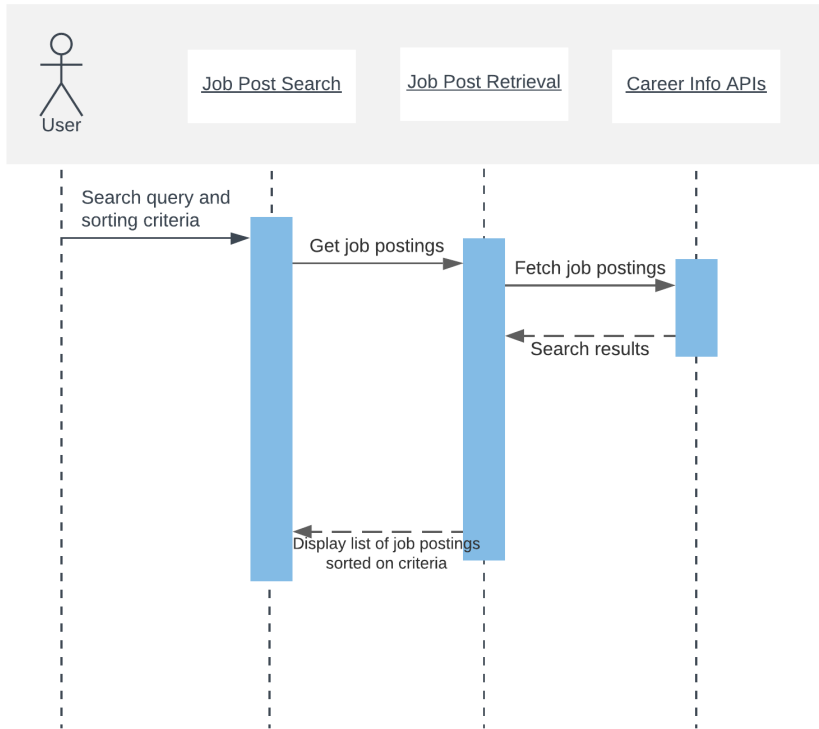 User
Job Post Search
Job Post Retrieval
Career Info APIs
Search query and
sorting criteria
Get job postings
Fetch job postings
Search results
Display list of job postings
sorted on criteria